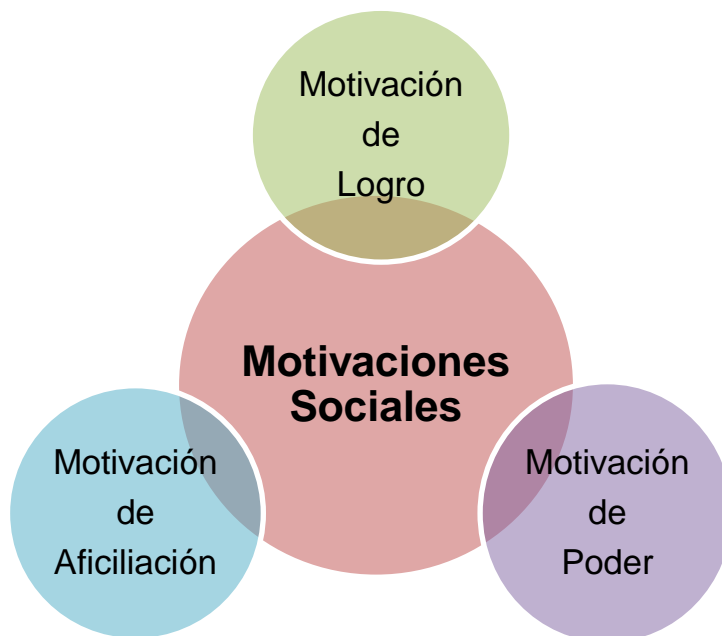 Motivación
de
Logro
Motivaciones
Sociales
Motivación
de
Aficiliación
Motivación
de
Poder